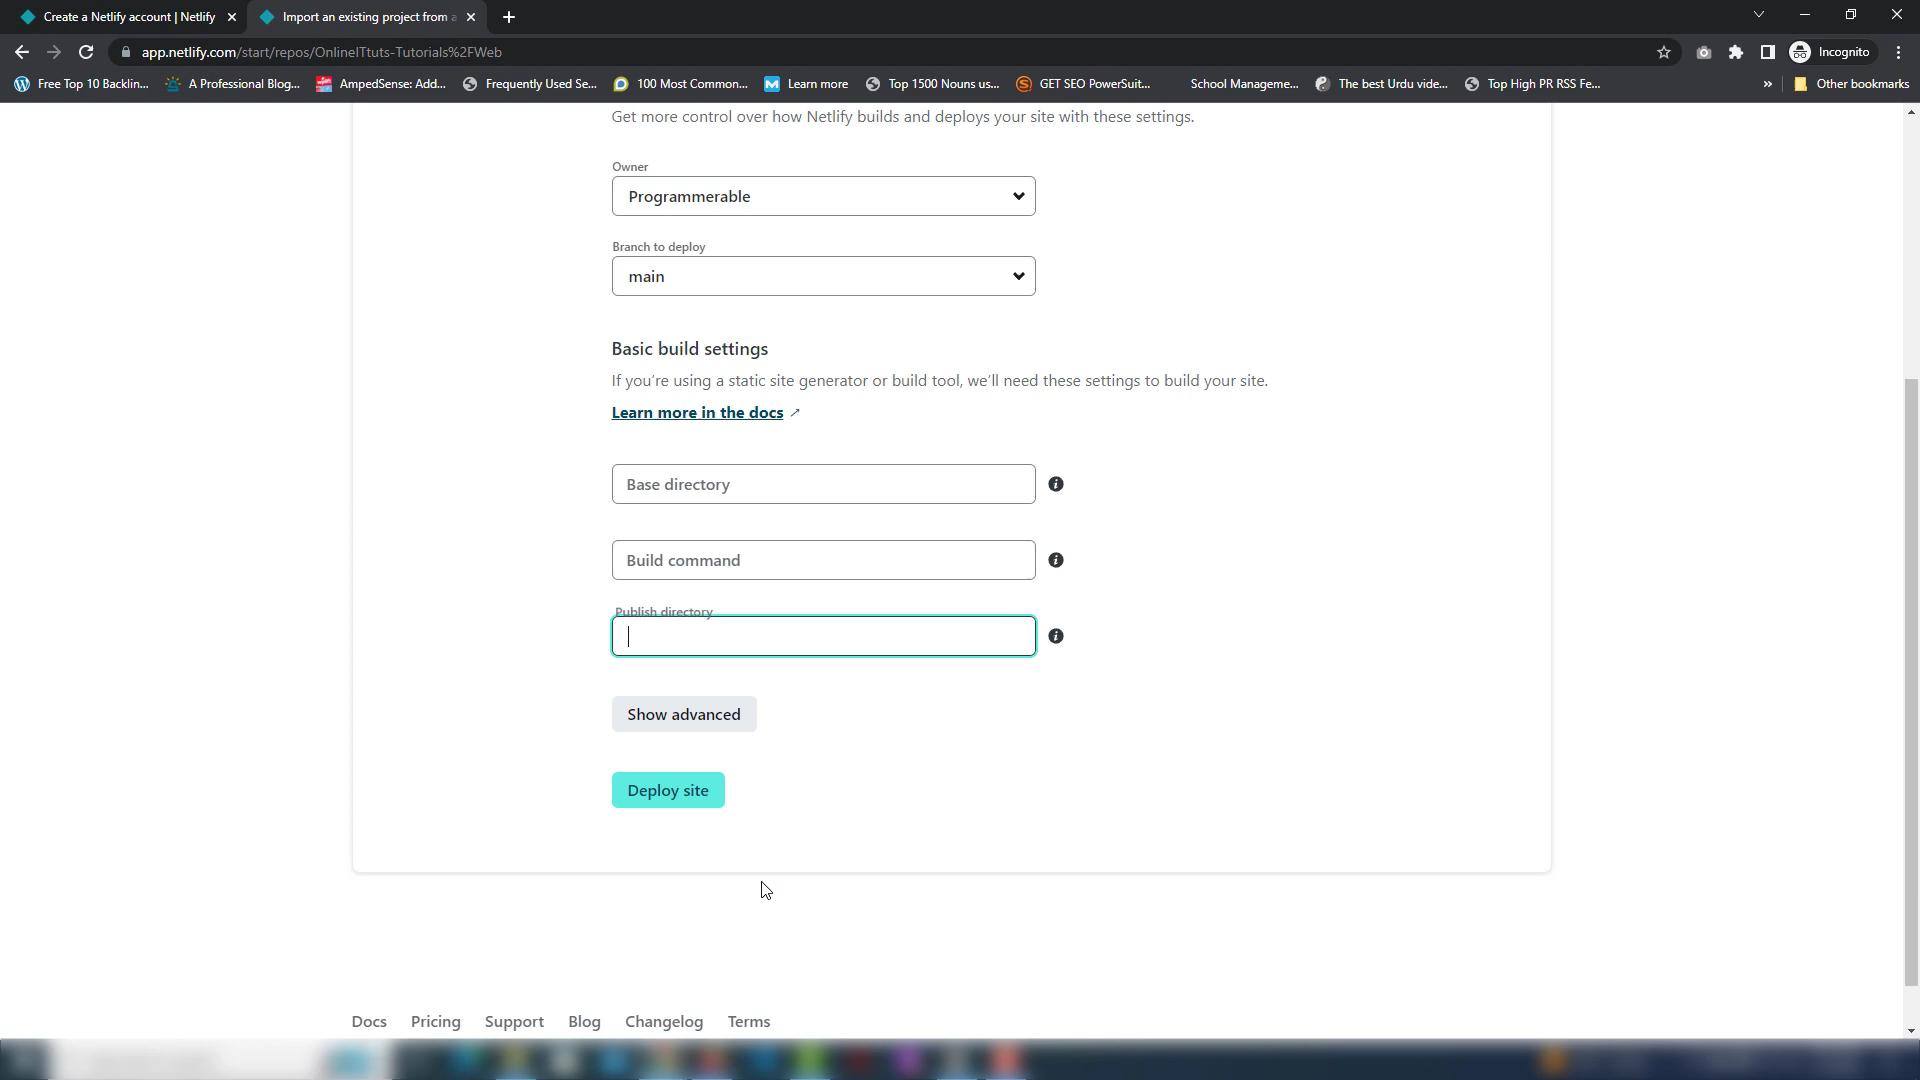 Create a Netlify account | Netlify
Import an existing project from a
app.netlify.com/start/repos/OnlineITtuts-Tutorials%2FWeb
Incognito
Free Top 10 Backlin...
A Professional Blog...
AmpedSense: Add...
Frequently Used Se...
100 Most Common...
Learn more
Top 1500 Nouns us...
GET SEO PowerSuit...
School Manageme...
The best Urdu vide...
Top High PR RSS Fe...
»
Other bookmarks
Get more control over how Netlify builds and deploys your site with these settings.
Owner
Programmerable
Branch to deploy
main
Basic build settings
If you're using a static site generator or build tool, we'll need these settings to build your site.
Learn more in the docs ↗
Base directory
Build command
Publish directory
Show advanced
Deploy site
Docs Pricing Support Blog Changelog Terms